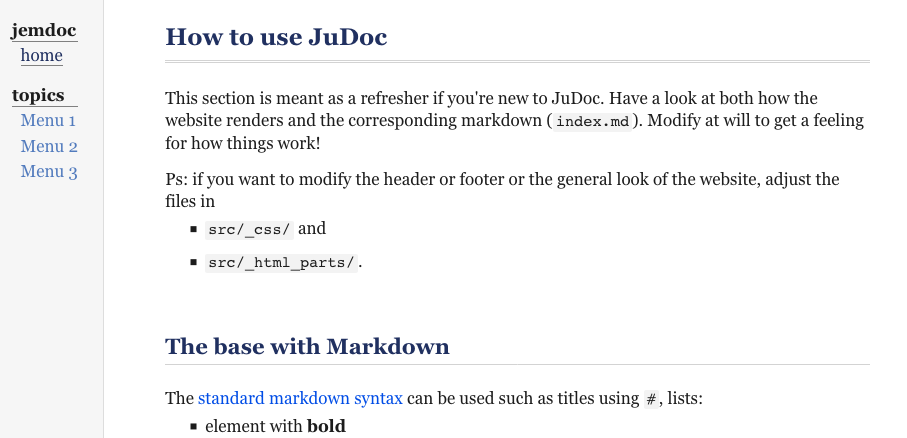 jemdoc
home
topics
Menu 1
Menu 2
Menu 3
How to use JuDoc
This section is meant as a refresher if you're new to JuDoc. Have a look at both how the
website renders and the corresponding markdown (index.md). Modify at will to get a feeling
for how things work!
Ps: if you want to modify the header or footer or the general look of the website, adjust the
files in
▪ src/_css/ and
▪ src/_html_parts/.
The base with Markdown
The standard markdown syntax can be used such as titles using #, lists:
▪ element with bold